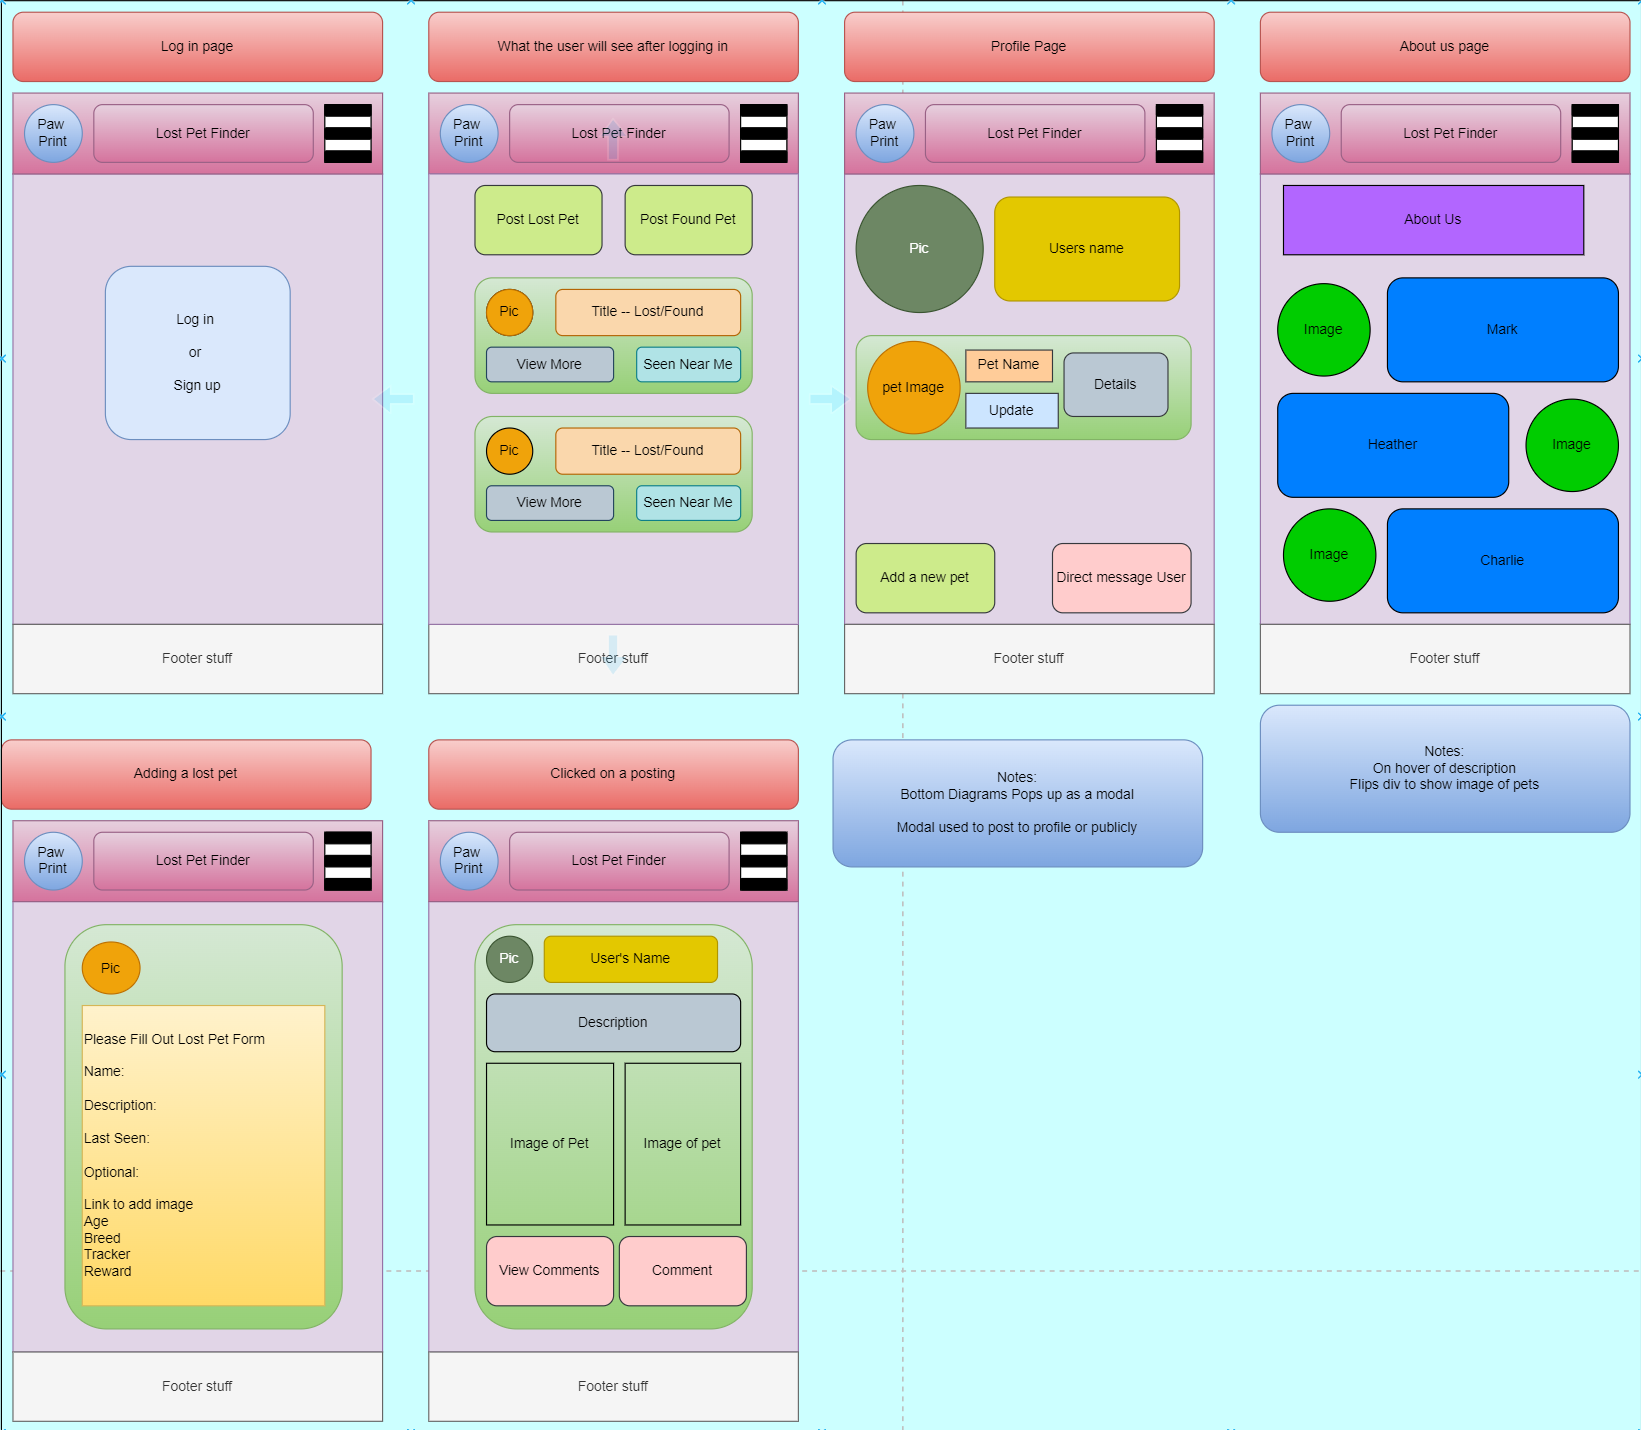 Log in page
What the user will see after logging in
Profile Page
About us page
Paw
Print
Lost Pet Finder
Log in
or
Sign up
Footer stuff
Paw
Print
Lost Pet Finder
Post Lost Pet
Post Found Pet
Pic
Title -- Lost/Found
View More
Seen Near Me
Pic
Title -- Lost/Found
View More
Seen Near Me
Footer stuff
Paw
Print
Lost Pet Finder
Pic
Users name
pet Image
Pet Name
Update
Details
Add a new pet
Direct message User
Footer stuff
Paw
Print
Lost Pet Finder
About Us
Image
Mark
Heather
Image
Image
Charlie
Footer stuff
Adding a lost pet
Clicked on a posting
Notes:
Bottom Diagrams Pops up as a modal
Modal used to post to profile or publicly
Notes:
On hover of description
Flips div to show image of pets
Paw
Print
Lost Pet Finder
Pic
Please Fill Out Lost Pet Form
Name:
Description:
Last Seen:
Optional:
Link to add image
Age
Breed
Tracker
Reward
Footer stuff
Paw
Print
Lost Pet Finder
Pic
User's Name
Description
Image of Pet
Image of pet
View Comments
Comment
Footer stuff